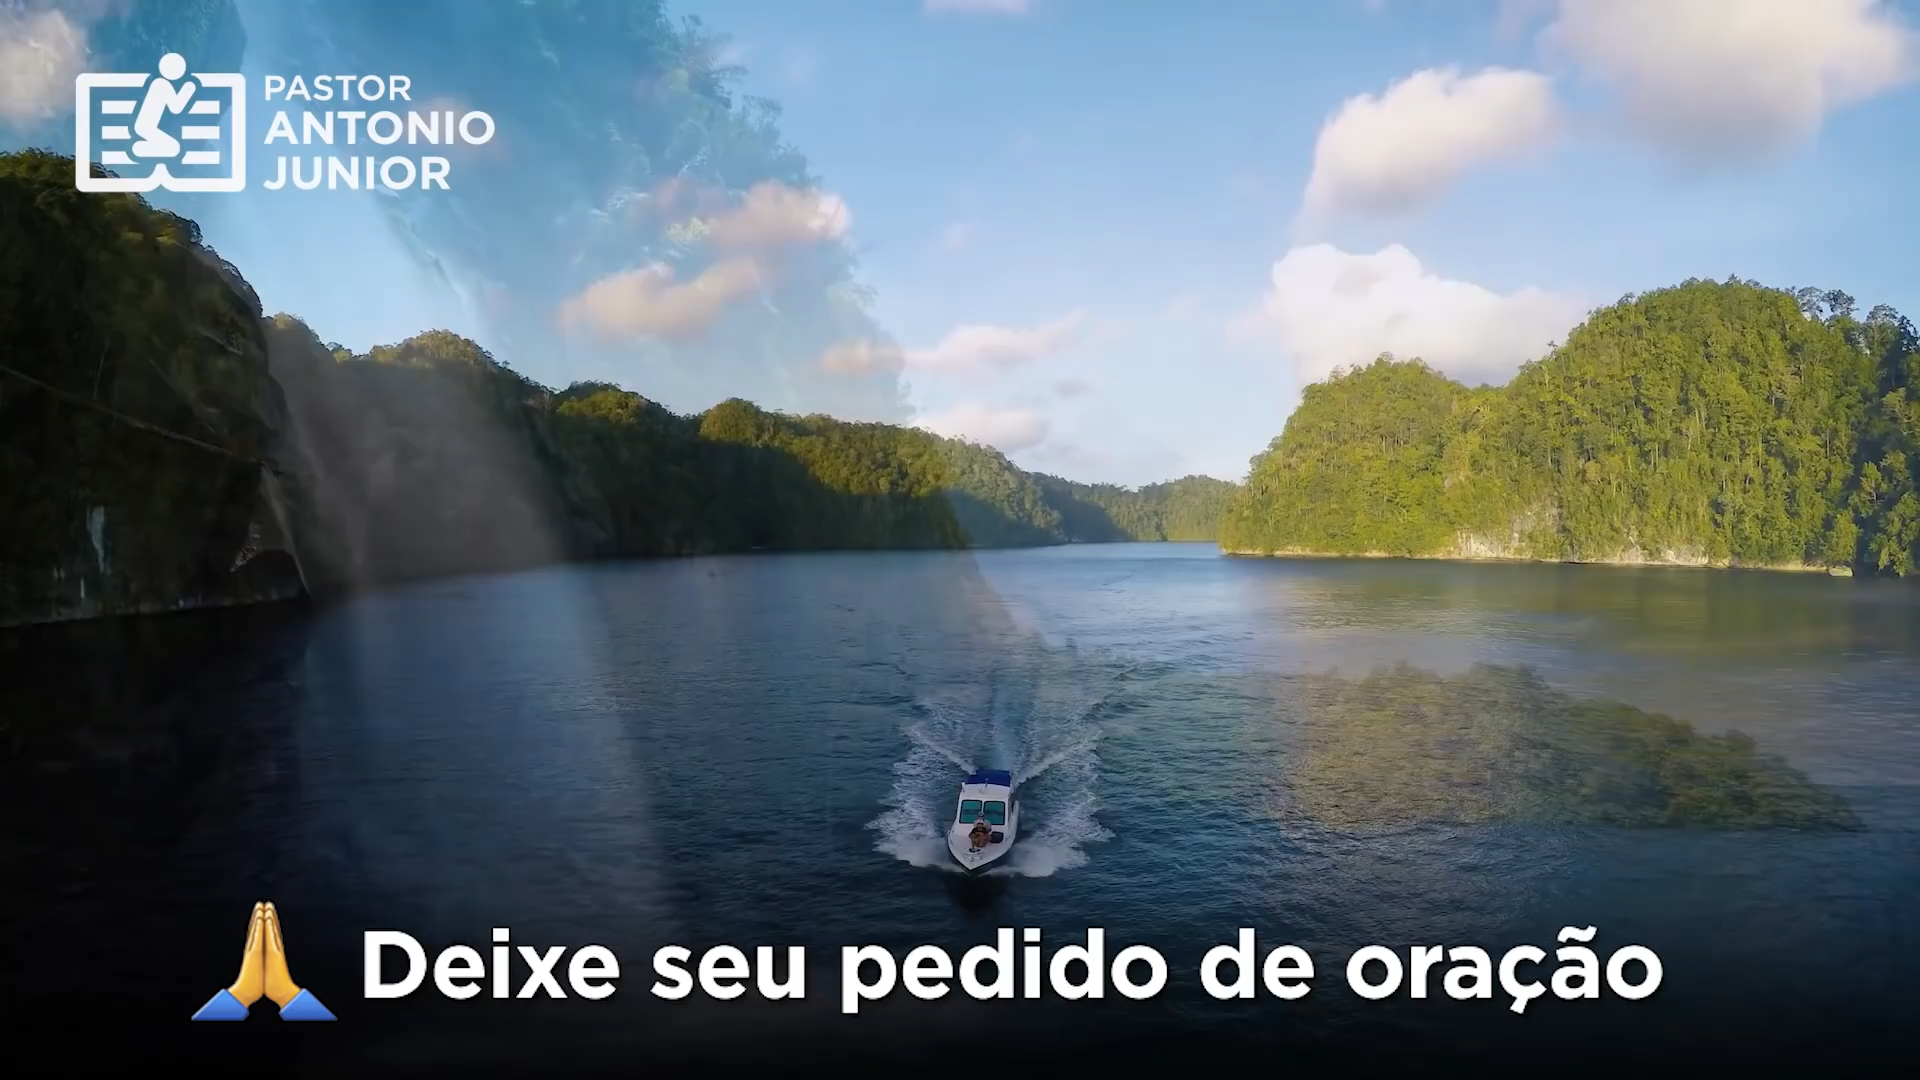 PASTOR
ANTONIO
JUNIOR
🙏 Deixe seu pedido de oração